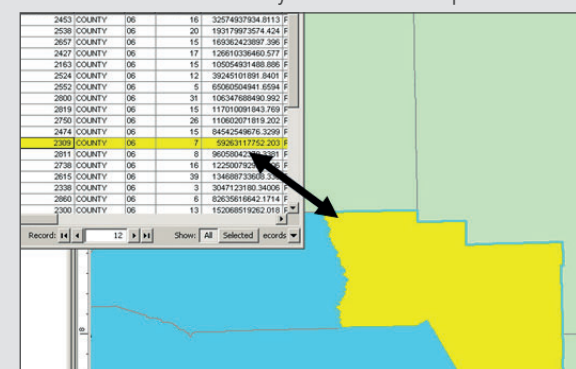 2453 COUNTY 06 16 32574937934.8113 F
2538 COUNTY 06 20 193179973574.424 F
2657 COUNTY 06 15 169362423897.396 F
2427 COUNTY 06 17 126610336460.577 F
2163 COUNTY 06 15 105054931488.886 F
2524 COUNTY 06 12 39245101891.8401 F
2552 COUNTY 06 5 65060504941.6594 F
2800 COUNTY 06 31 106347688490.992 F
2819 COUNTY 06 15 117010091843.769 F
2750 COUNTY 06 26 110602071819.202 F
2474 COUNTY 06 15 84542549676.3299 F
2309 COUNTY 06 7 59263117752.203 F
2811 COUNTY 06 8 F
2738 COUNTY 06 16 F
2615 COUNTY 06 39 F
2338 COUNTY 06 3 3047123180.34006 F
2860 COUNTY 06 6 82635616642.1714 F
2300 COUNTY 06 13 152068519262.018 F
Record: 12 Show: All Selected ecords